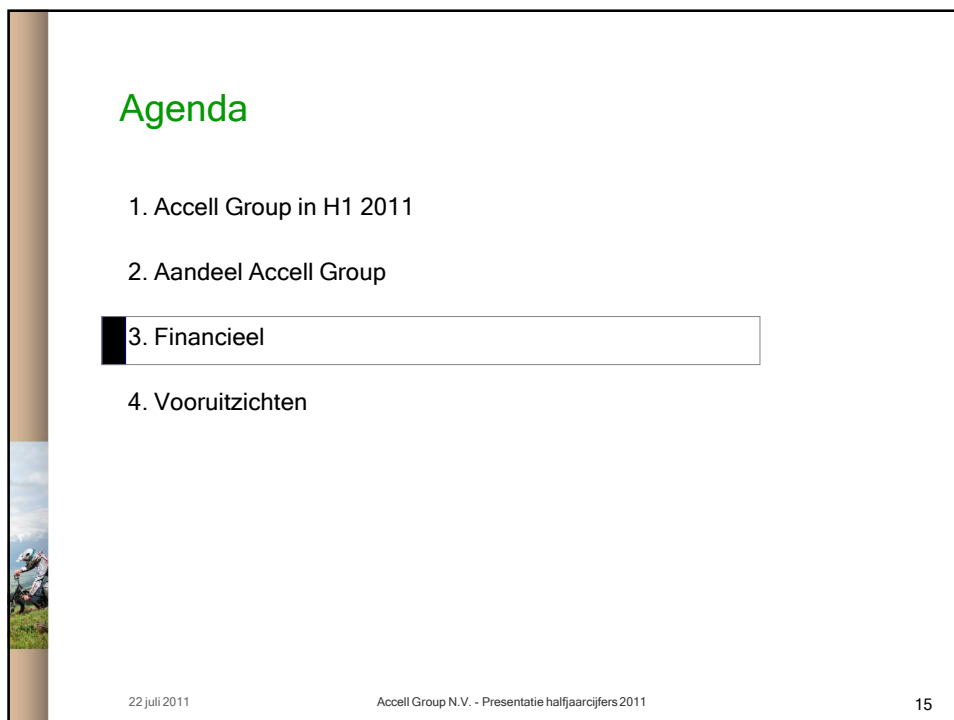 Agenda
1. Accell Group in H1 2011
2. Aandeel Accell Group
3. Financieel
4. Vooruitzichten
22 juli 2011 Accell Group N.V. - Presentatie halfjaarcijfers 2011 15